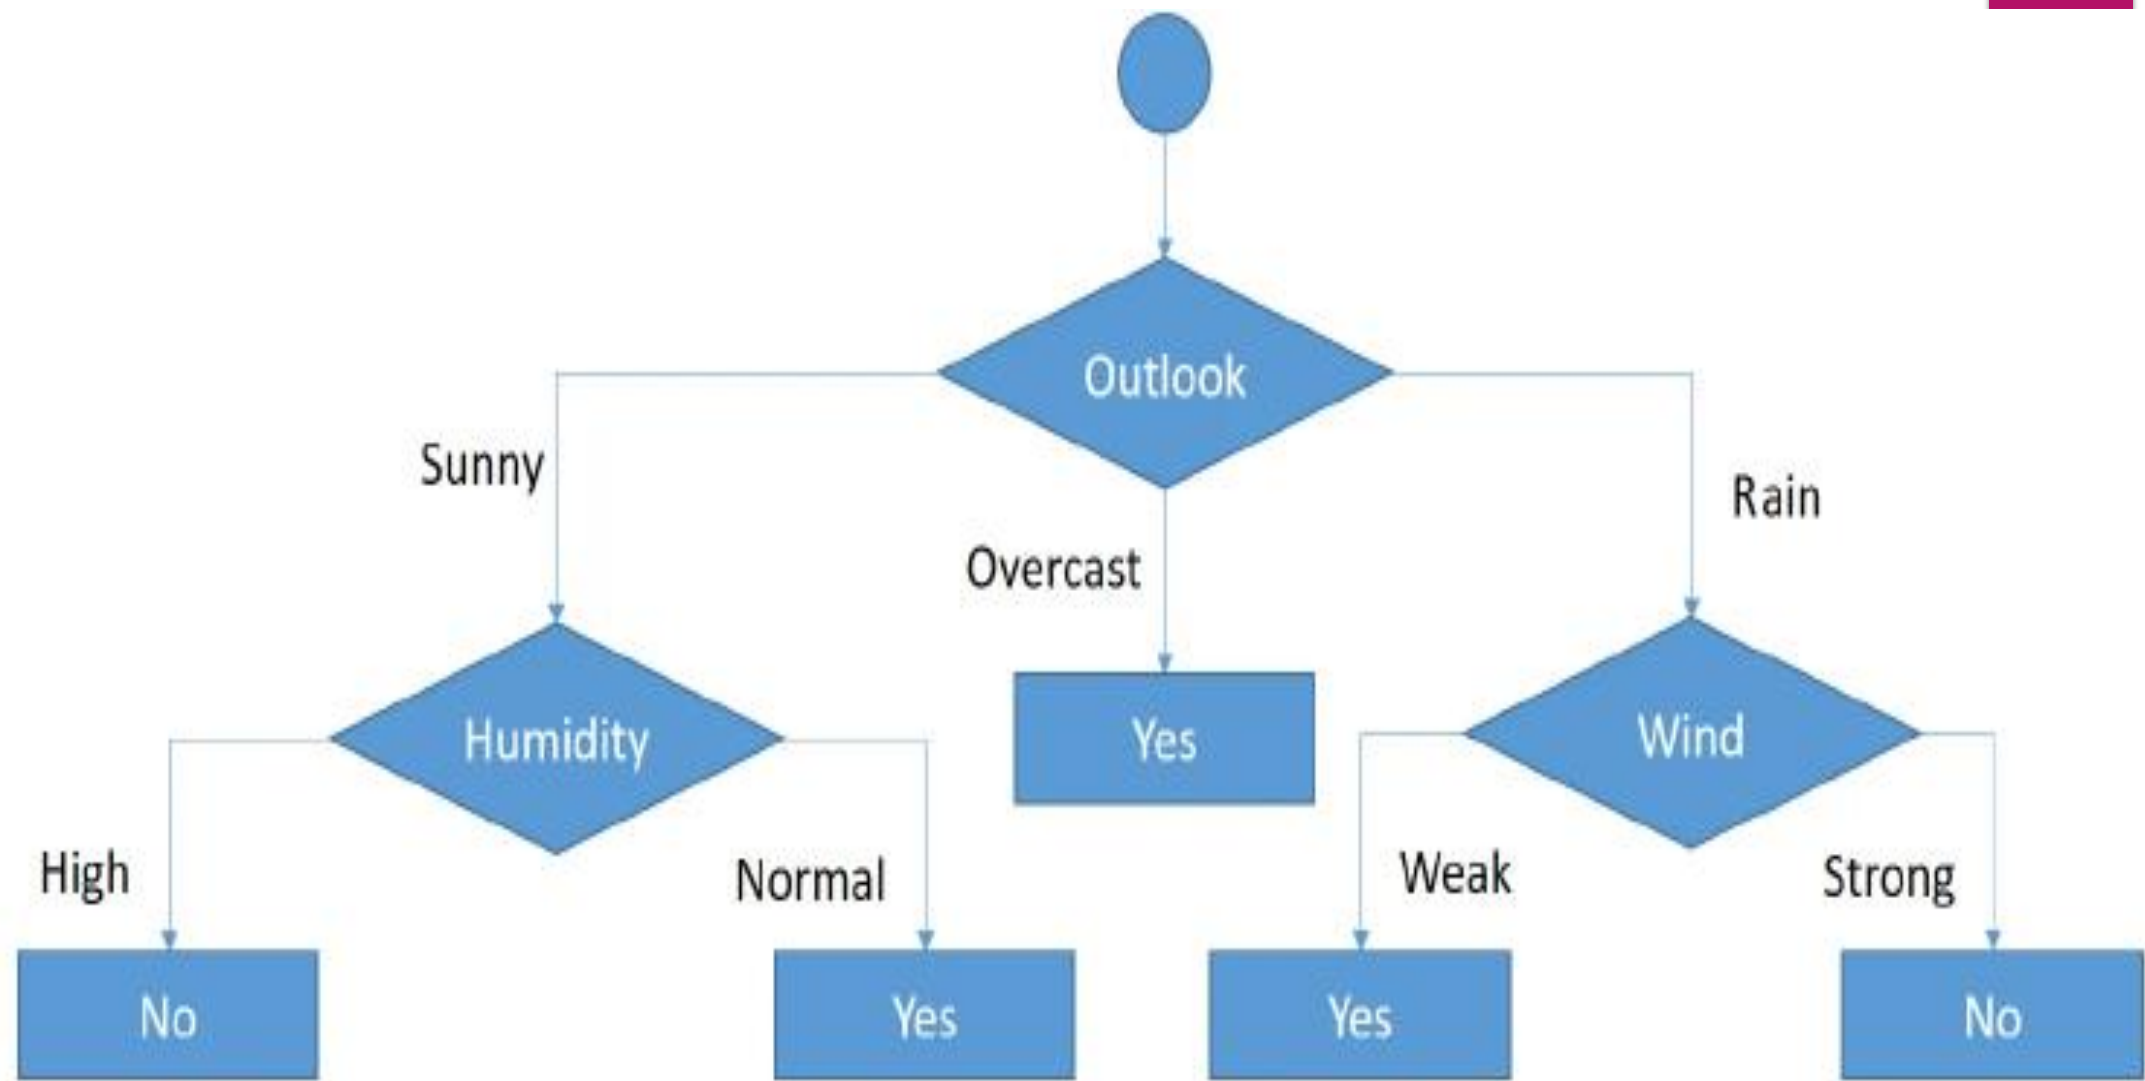 Outlook
Sunny
Rain
Overcast
Humidity
Yes
Wind
High
Normal
Weak
Strong
No
Yes
Yes
No